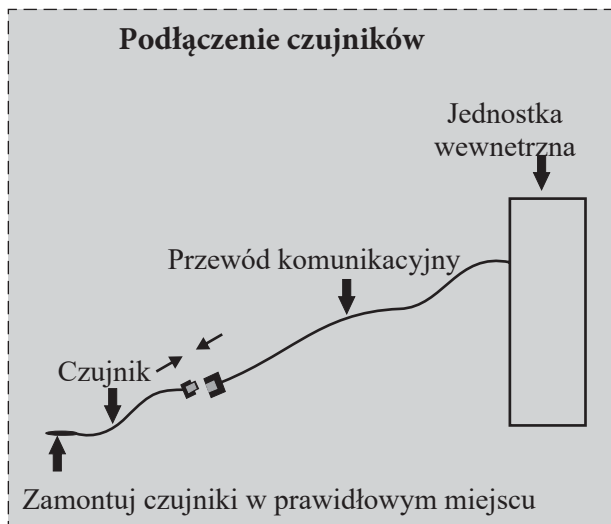 Podłączenie czujników
Jednostka
wewnetrzna
Przewód komunikacyjny
Czujnik
Zamontuj czujniki w prawidłowym miejscu